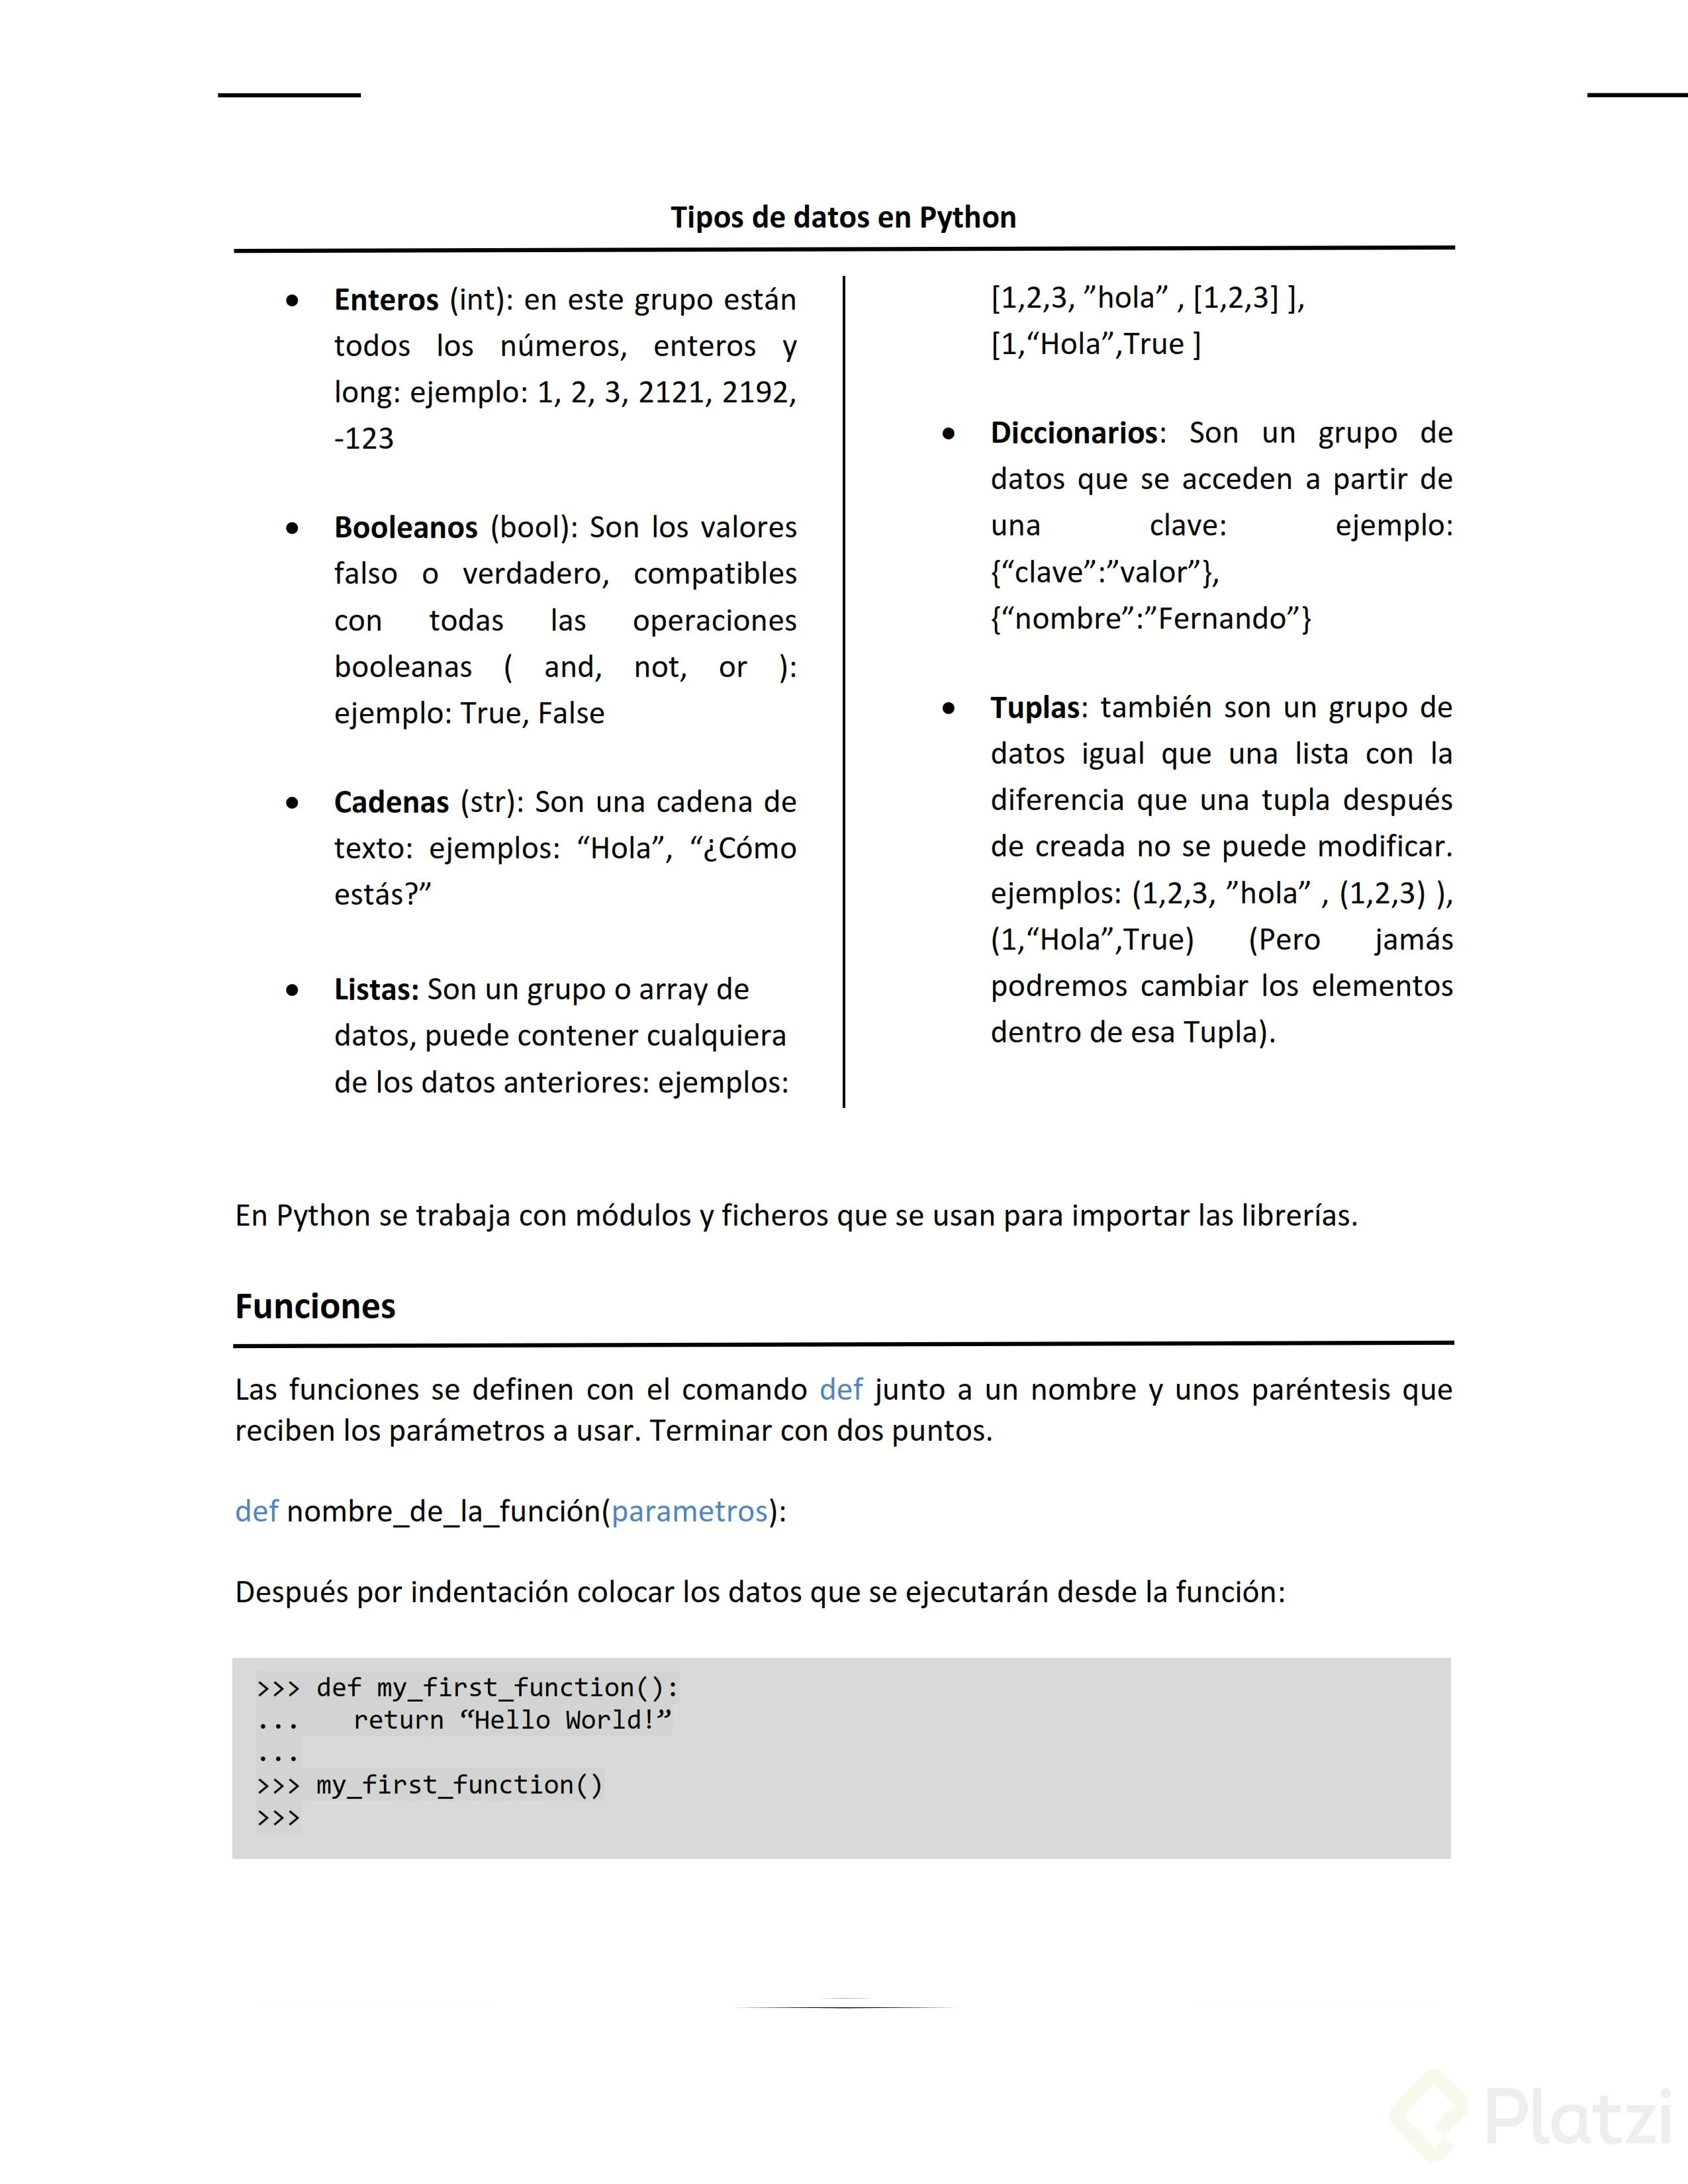 Tipos de datos en Python
• Enteros (int): en este grupo están
todos los números, enteros y
long: ejemplo: 1, 2, 3, 2121, 2192,
-123
• Booleanos (bool): Son los valores
falso o verdadero, compatibles
con todas las operaciones
booleanas ( and, not, or ):
ejemplo: True, False
• Cadenas (str): Son una cadena de
texto: ejemplos: “Hola”, “¿Cómo
estás?”
• Listas: Son un grupo o array de
datos, puede contener cualquiera
de los datos anteriores: ejemplos:
[1,2,3, ”hola” , [1,2,3] ],
[1,“Hola”,True ]
• Diccionarios: Son un grupo de
datos que se acceden a partir de
una clave: ejemplo:
{“clave”:”valor”},
{“nombre”:”Fernando”}
• Tuplas: también son un grupo de
datos igual que una lista con la
diferencia que una tupla después
de creada no se puede modificar.
ejemplos: (1,2,3, ”hola” , (1,2,3) ),
(1,“Hola”,True) (Pero jamás
podremos cambiar los elementos
dentro de esa Tupla).
En Python se trabaja con módulos y ficheros que se usan para importar las librerías.
Funciones
Las funciones se definen con el comando def junto a un nombre y unos paréntesis que
reciben los parámetros a usar. Terminar con dos puntos.
def nombre_de_la_función(parametros):
Después por indentación colocar los datos que se ejecutarán desde la función:
>>> def my_first_function():
...    return “Hello World!”
...
>>> my_first_function()
>>>
Platzi